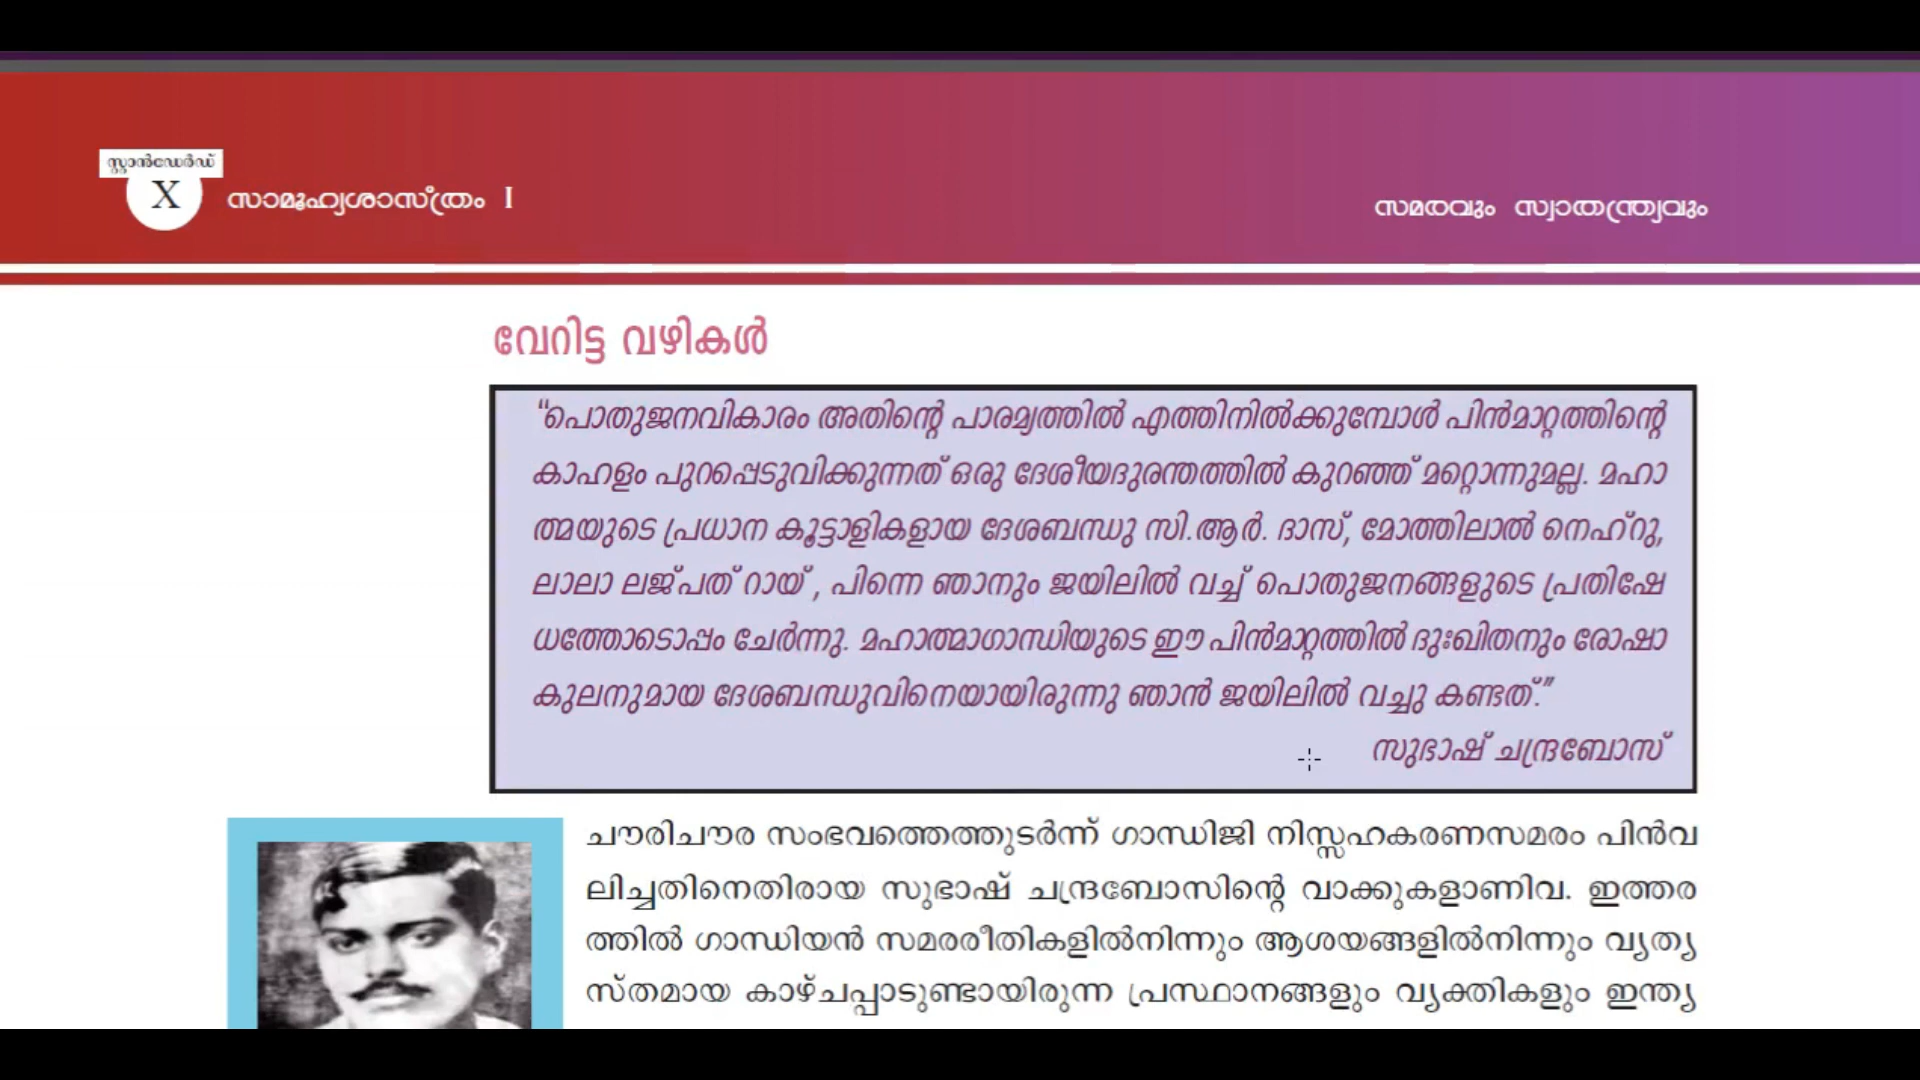 സ്റ്റാൻഡേർഡ്
X
സാമൂഹ്യശാസ്ത്രം I
സമരവും സ്വാതന്ത്ര്യവും
വേറിട്ട വഴികൾ
"പൊതുജനവികാരം അതിന്റെ പാരമ്യത്തിൽ എത്തിനിൽക്കുമ്പോൾ പിൻമാറ്റത്തിന്റെ
കാഹളം പുറപ്പെടുവിക്കുന്നത് ഒരു ദേശീയദുരന്തത്തിൽ കുറഞ്ഞ് മറ്റൊന്നുമല്ല. മഹാ
ത്മയുടെ പ്രധാന കൂട്ടാളികളായ ദേശബന്ധു സി.ആർ. ദാസ്, മോത്തിലാൽ നെഹ്റു,
ലാലാ ലജ്പത് റായ് , പിന്നെ ഞാനും ജയിലിൽ വച്ച് പൊതുജനങ്ങളുടെ പ്രതിഷേ
ധത്തോടൊപ്പം ചേർന്നു. മഹാത്മാഗാന്ധിയുടെ ഈ പിൻമാറ്റത്തിൽ ദുഃഖിതനും രോഷാ
കുലനുമായ ദേശബന്ധുവിനെയായിരുന്നു ഞാൻ ജയിലിൽ വച്ചു കണ്ടത്."
സുഭാഷ് ചന്ദ്രബോസ്
ചൗരിചൗര സംഭവത്തെത്തുടർന്ന് ഗാന്ധിജി നിസ്സഹകരണസമരം പിൻവ
ലിച്ചതിനെതിരായ സുഭാഷ് ചന്ദ്രബോസിന്റെ വാക്കുകളാണിവ. ഇത്തര
ത്തിൽ ഗാന്ധിയൻ സമരരീതികളിൽനിന്നും ആശയങ്ങളിൽനിന്നും വ്യത്യ
സ്തമായ കാഴ്ചപ്പാടുണ്ടായിരുന്ന പ്രസ്ഥാനങ്ങളും വ്യക്തികളും ഇന്ത്യ